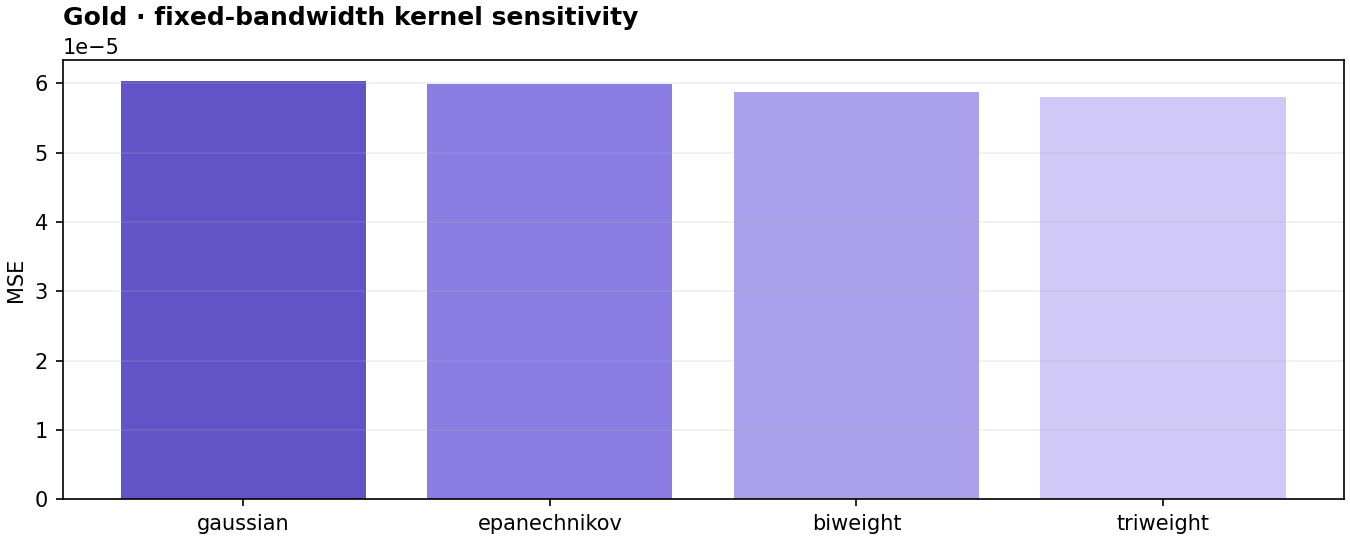 Gold · fixed-bandwidth kernel sensitivity
1e−5
6
5
4
3
2
1
0
MSE
gaussian epanechnikov biweight triweight